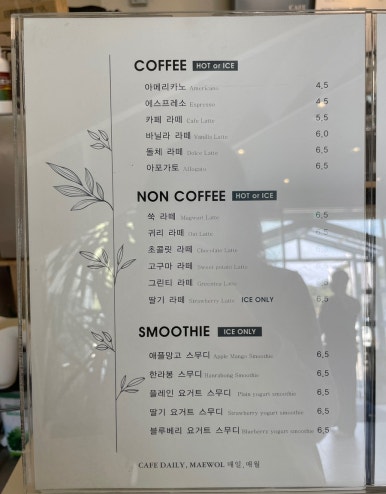 COFFEE HOT or ICE
아메리카노 Americano 4,5
에스프레소 Espresso 4,5
카페 라떼 Cafe Latte 5,5
바닐라 라떼 Vanilla Latte 6,0
돌체 라떼 Dolce Latte 6,5
아포가토 Affogato 6,5
NON COFFEE HOT or ICE
쑥 라떼 Mugwort Latte 6,5
귀리 라떼 Oat Latte
초콜릿 라떼 Chocolate Latte
고구마 라떼 Sweet potato Latte
그린티 라떼 Greentea Latte
딸기 라떼 Strawberry Latte ICE ONLY 6,5
SMOOTHIE ICE ONLY
애플망고 스무디 Apple Mango Smoothie 6,5
한라봉 스무디 Hanrabong Smoothie 6,5
플레인 요거트 스무디 Plain yogurt smoothie 6,5
딸기 요거트 스무디 Strawberry yogurt smoothie 6,5
블루베리 요거트 스무디 Blueberry yogurt smoothie 6,5
CAFE DAILY, MAEWOL 매일, 매월